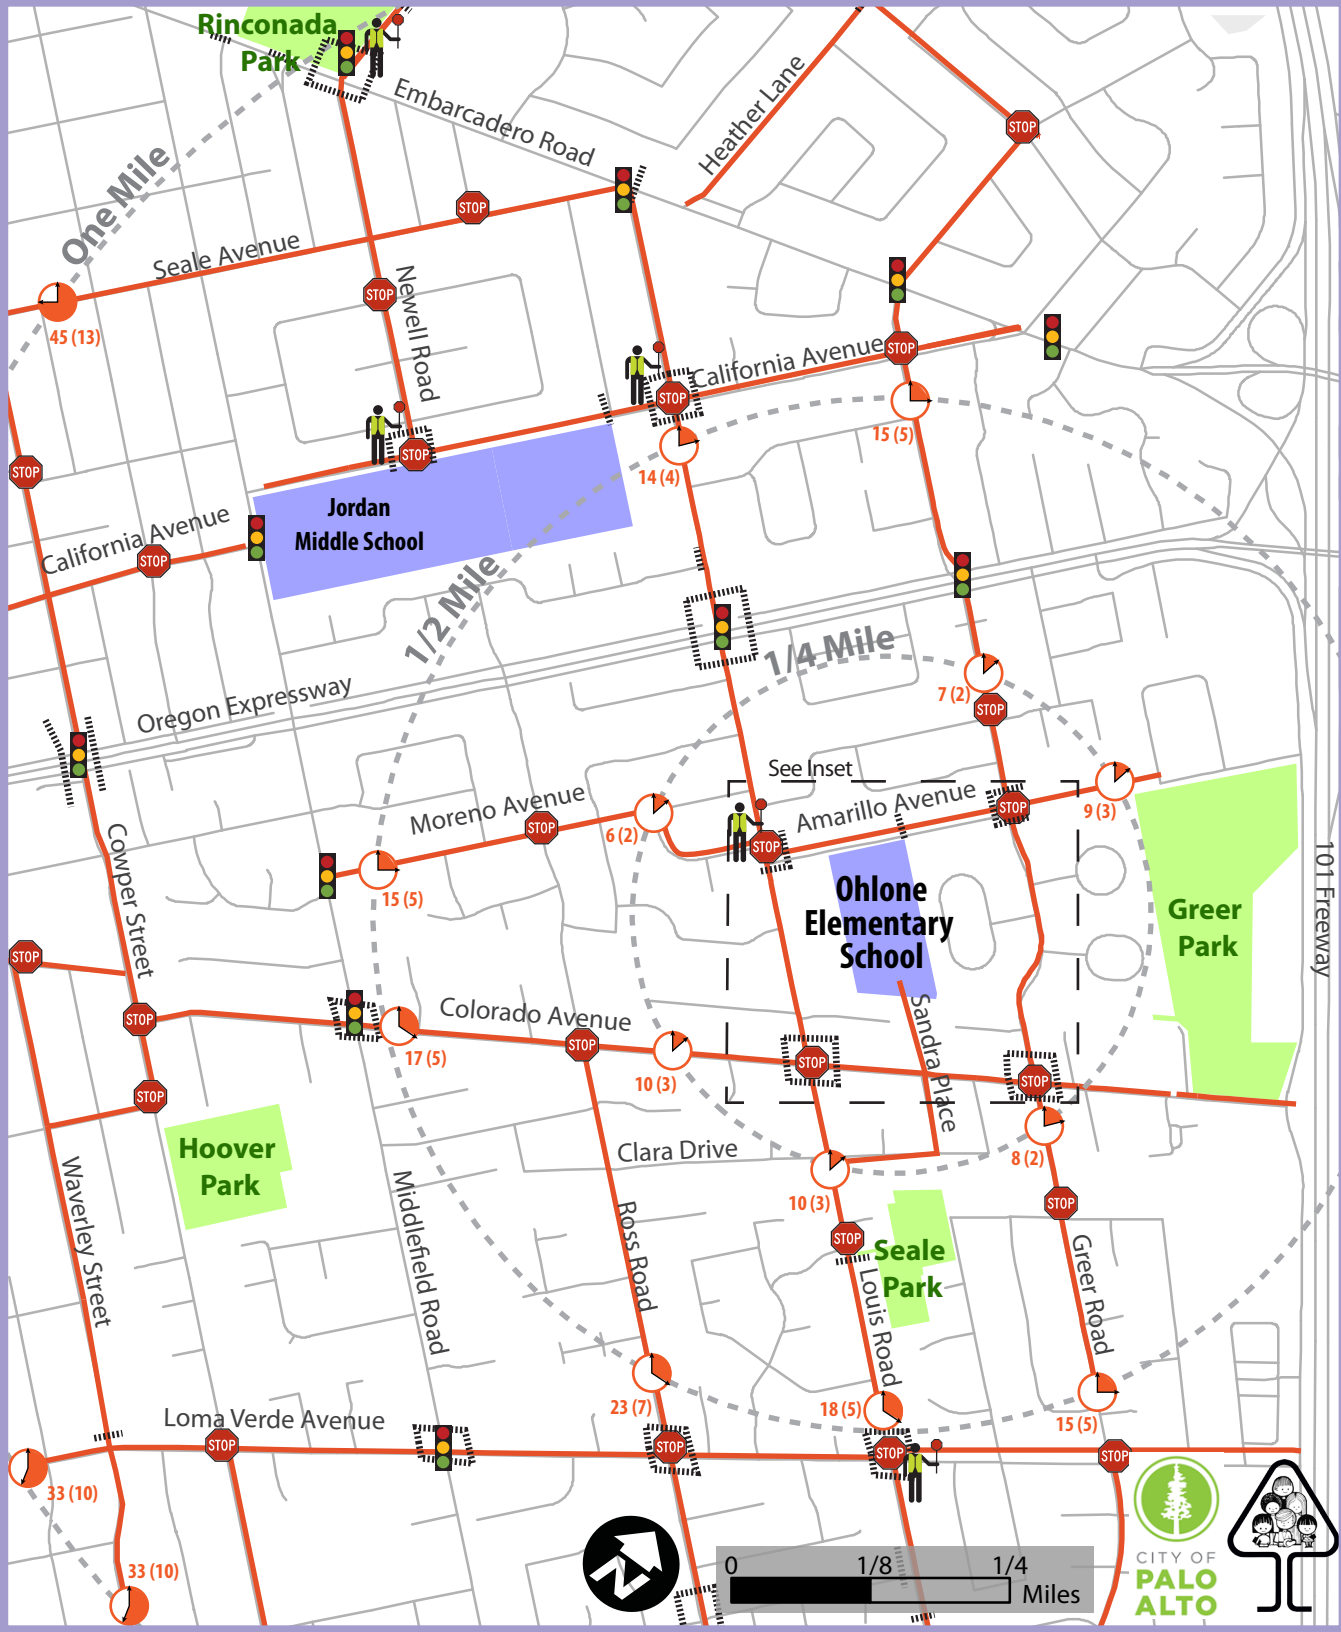 Rinconada
Park
Embarcadero Road
Heather Lane
STOP
One Mile
STOP
Seale Avenue
45 (13)
STOP
Newell Road
California Avenue
STOP
STOP
15 (5)
STOP
14 (4)
STOP
Jordan
Middle School
California Avenue
STOP
1/2 Mile
1/4 Mile
7 (2)
STOP
Oregon Expressway
See Inset
Moreno Avenue
STOP
6 (2)
Amarillo Avenue
STOP
STOP
9 (3)
15 (5)
Cowper Street
101 Freeway
Ohlone
Elementary
School
Greer
Park
STOP
STOP
Colorado Avenue
17 (5)
STOP
10 (3)
STOP
Sandra Place
STOP
STOP
Hoover
Park
Clara Drive
8 (2)
10 (3)
STOP
Waverley Street
Middlefield Road
Ross Road
STOP
Seale
Park
Louis Road
Greer Road
23 (7)
18 (5)
15 (5)
Loma Verde Avenue
STOP
STOP
STOP
STOP
33 (10)
33 (10)
N
0 1/8 1/4
Miles
CITY OF
PALO
ALTO